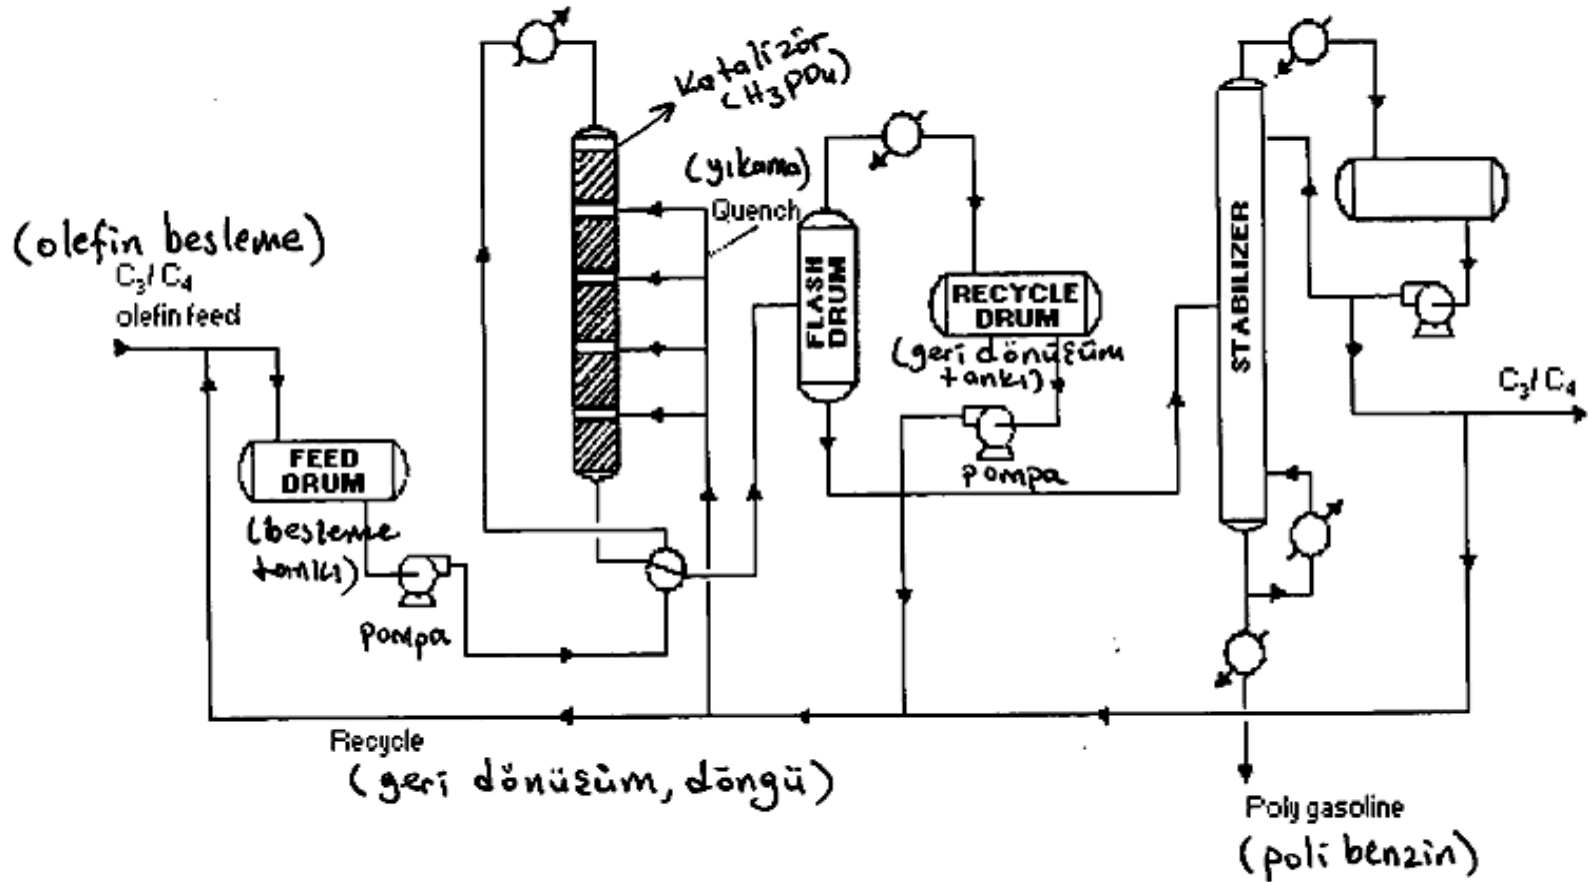 Katalizör
(H3PO4)
(yıkama)
Quench
(olefin besleme)
C3/ C4
olefin feed
FEED
DRUM
(besleme
tankı)
pompa
FLASH
DRUM
RECYCLE
DRUM
(geri dönüşüm
tankı)
pompa
STABILIZER
C3/ C4
Recycle
(geri dönüşüm, döngü)
Poly gasoline
(poli benzin)